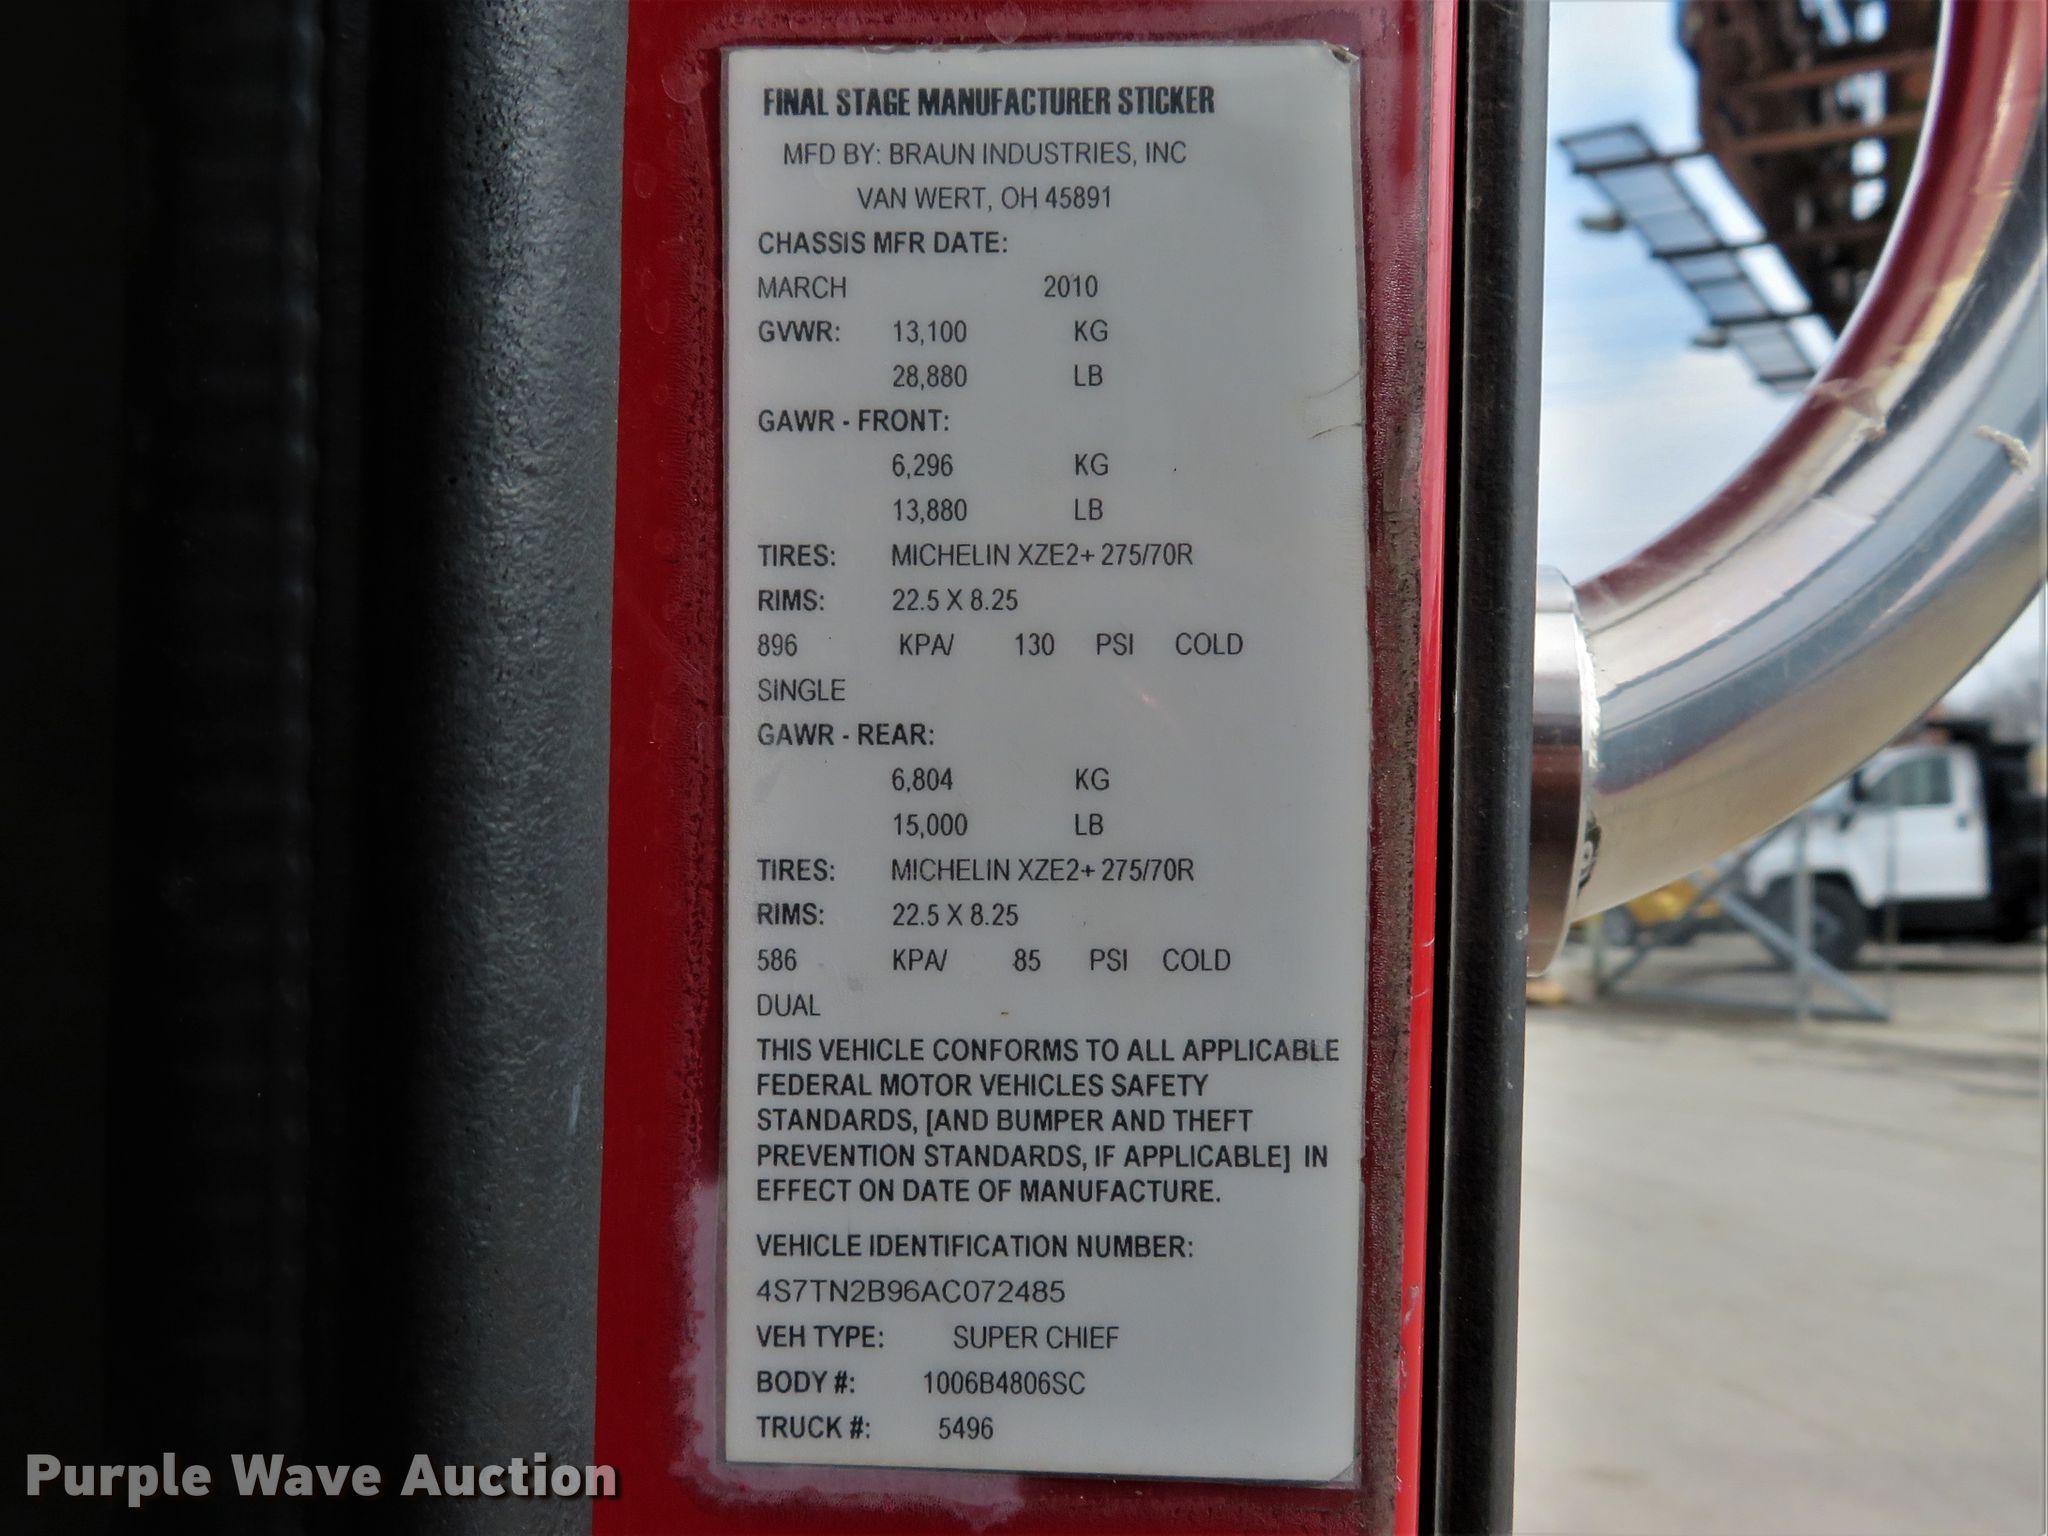 FINAL STAGE MANUFACTURER STICKER
MFD BY: BRAUN INDUSTRIES, INC
VAN WERT, OH 45891
CHASSIS MFR DATE:
MARCH 2010
GVWR: 13,100 KG
28,880 LB
GAWR - FRONT:
6,296 KG
13,880 LB
TIRES: MICHELIN XZE2+ 275/70R
RIMS: 22.5 X 8.25
896 KPA/ 130 PSI COLD
SINGLE
GAWR - REAR:
6,804 KG
15,000 LB
TIRES: MICHELIN XZE2+ 275/70R
RIMS: 22.5 X 8.25
586 KPA/ 85 PSI COLD
DUAL
THIS VEHICLE CONFORMS TO ALL APPLICABLE
FEDERAL MOTOR VEHICLES SAFETY
STANDARDS, [AND BUMPER AND THEFT
PREVENTION STANDARDS, IF APPLICABLE] IN
EFFECT ON DATE OF MANUFACTURE.
VEHICLE IDENTIFICATION NUMBER:
4S7TN2B96AC072485
VEH TYPE: SUPER CHIEF
BODY #: 1006B4806SC
TRUCK #: 5496
Purple Wave Auction